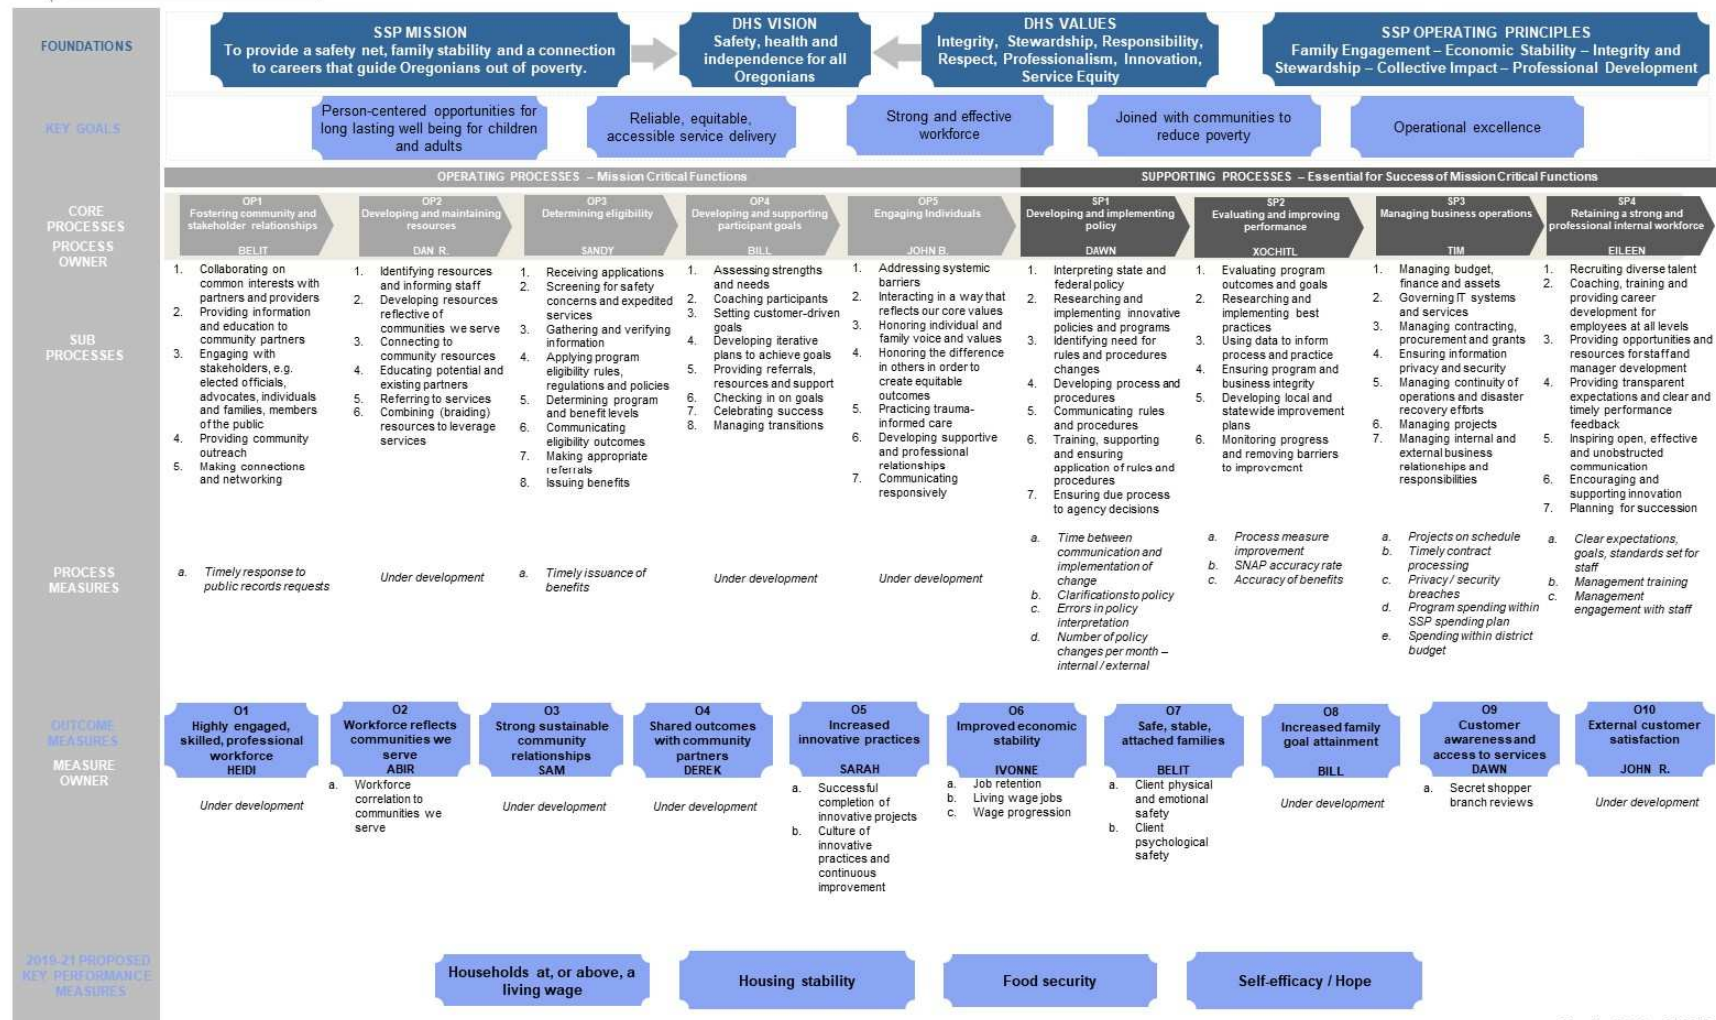 FOUNDATIONS
SSP MISSION
To provide a safety net, family stability and a connection
to careers that guide Oregonians out of poverty.
DHS VISION
Safety, health and
independence for all
Oregonians
DHS VALUES
Integrity, Stewardship, Responsibility,
Respect, Professionalism, Innovation,
Service Equity
SSP OPERATING PRINCIPLES
Family Engagement – Economic Stability – Integrity and
Stewardship – Collective Impact – Professional Development
KEY GOALS
Person-centered opportunities for
long lasting well being for children
and adults
Reliable, equitable,
accessible service delivery
Strong and effective
workforce
Joined with communities to
reduce poverty
Operational excellence
OPERATING PROCESSES – Mission Critical Functions
SUPPORTING PROCESSES – Essential for Success of Mission Critical Functions
CORE
PROCESSES
PROCESS
OWNER
OP1
Fostering community and
stakeholder relationships
BELIT
OP2
Developing and maintaining
resources
DAN R.
OP3
Determining eligibility
SANDY
OP4
Developing and supporting
participant goals
BILL
OP5
Engaging Individuals
JOHN B.
SP1
Developing and implementing
policy
DAWN
SP2
Evaluating and improving
performance
XOCHITL
SP3
Managing business operations
TIM
SP4
Retaining a strong and
professional internal workforce
EILEEN
SUB
PROCESSES
1. Collaborating on
common interests with
partners and providers
2. Providing information
and education to
community partners
3. Engaging with
stakeholders, e.g.
elected officials,
advocates, individuals
and families, members
of the public
4. Providing community
outreach
5. Making connections
and networking
1. Identifying resources
and informing staff
2. Developing resources
reflective of
communities we serve
3. Connecting to
community resources
4. Educating potential and
existing partners
5. Referring to services
6. Combining (braiding)
resources to leverage
services
1. Receiving applications
2. Screening for safety
concerns and expedited
services
3. Gathering and verifying
information
4. Applying program
eligibility rules,
regulations and policies
5. Determining program
and benefit levels
6. Communicating
eligibility outcomes
7. Making appropriate
referrals
8. Issuing benefits
1. Assessing strengths
and needs
2. Coaching participants
3. Setting customer-driven
goals
4. Developing iterative
plans to achieve goals
5. Providing referrals,
resources and support
6. Checking in on goals
7. Celebrating success
8. Managing transitions
1. Addressing systemic
barriers
2. Interacting in a way that
reflects our core values
3. Honoring individual and
family voice and values
4. Honoring the difference
in others in order to
create equitable
outcomes
5. Practicing trauma-
informed care
6. Developing supportive
and professional
relationships
7. Communicating
responsively
1. Interpreting state and
federal policy
2. Researching and
implementing innovative
policies and programs
3. Identifying need for
rules and procedures
changes
4. Developing process and
procedures
5. Communicating rules
and procedures
6. Training, supporting
and ensuring
application of rules and
procedures
7. Ensuring due process
to agency decisions
1. Evaluating program
outcomes and goals
2. Researching and
implementing best
practices
3. Using data to inform
process and practice
4. Ensuring program and
business integrity
5. Developing local and
statewide improvement
plans
6. Monitoring progress
and removing barriers
to improvement
1. Managing budget,
finance and assets
2. Governing IT systems
and services
3. Managing contracting,
procurement and grants
4. Ensuring information
privacy and security
5. Managing continuity of
operations and disaster
recovery efforts
6. Managing projects
7. Managing internal and
external business
relationships and
responsibilities
1. Recruiting diverse talent
2. Coaching, training and
providing career
development for
employees at all levels
3. Providing opportunities and
resources for staff and
manager development
4. Providing transparent
expectations and clear and
timely performance
feedback
5. Inspiring open, effective
and unobstructed
communication
6. Encouraging and
supporting innovation
7. Planning for succession
PROCESS
MEASURES
a. Timely response to
public records requests
Under development
a. Timely issuance of
benefits
Under development
Under development
a. Time between
communication and
implementation of
change
b. Clarifications to policy
c. Errors in policy
interpretation
d. Number of policy
changes per month –
internal / external
a. Process measure
improvement
b. SNAP accuracy rate
c. Accuracy of benefits
a. Projects on schedule
b. Timely contract
processing
c. Privacy / security
breaches
d. Program spending within
SSP spending plan
e. Spending within district
budget
a. Clear expectations,
goals, standards set for
staff
b. Management training
c. Management
engagement with staff
OUTCOME
MEASURES
MEASURE
OWNER
O1
Highly engaged,
skilled, professional
workforce
HEIDI
Under development
O2
Workforce reflects
communities we
serve
ABIR
a. Workforce
correlation to
communities we
serve
O3
Strong sustainable
community
relationships
SAM
Under development
O4
Shared outcomes
with community
partners
DEREK
Under development
O5
Increased
innovative practices
SARAH
a. Successful
completion of
innovative projects
b. Culture of
innovative
practices and
continuous
improvement
O6
Improved economic
stability
IVONNE
a. Job retention
b. Living wage jobs
c. Wage progression
O7
Safe, stable,
attached families
BELIT
a. Client physical
and emotional
safety
b. Client
psychological
safety
O8
Increased family
goal attainment
BILL
Under development
O9
Customer
awareness and
access to services
DAWN
a. Secret shopper
branch reviews
O10
External customer
satisfaction
JOHN R.
Under development
2019-21 PROPOSED
KEY PERFORMANCE
MEASURES
Households at, or above, a
living wage
Housing stability
Food security
Self-efficacy / Hope